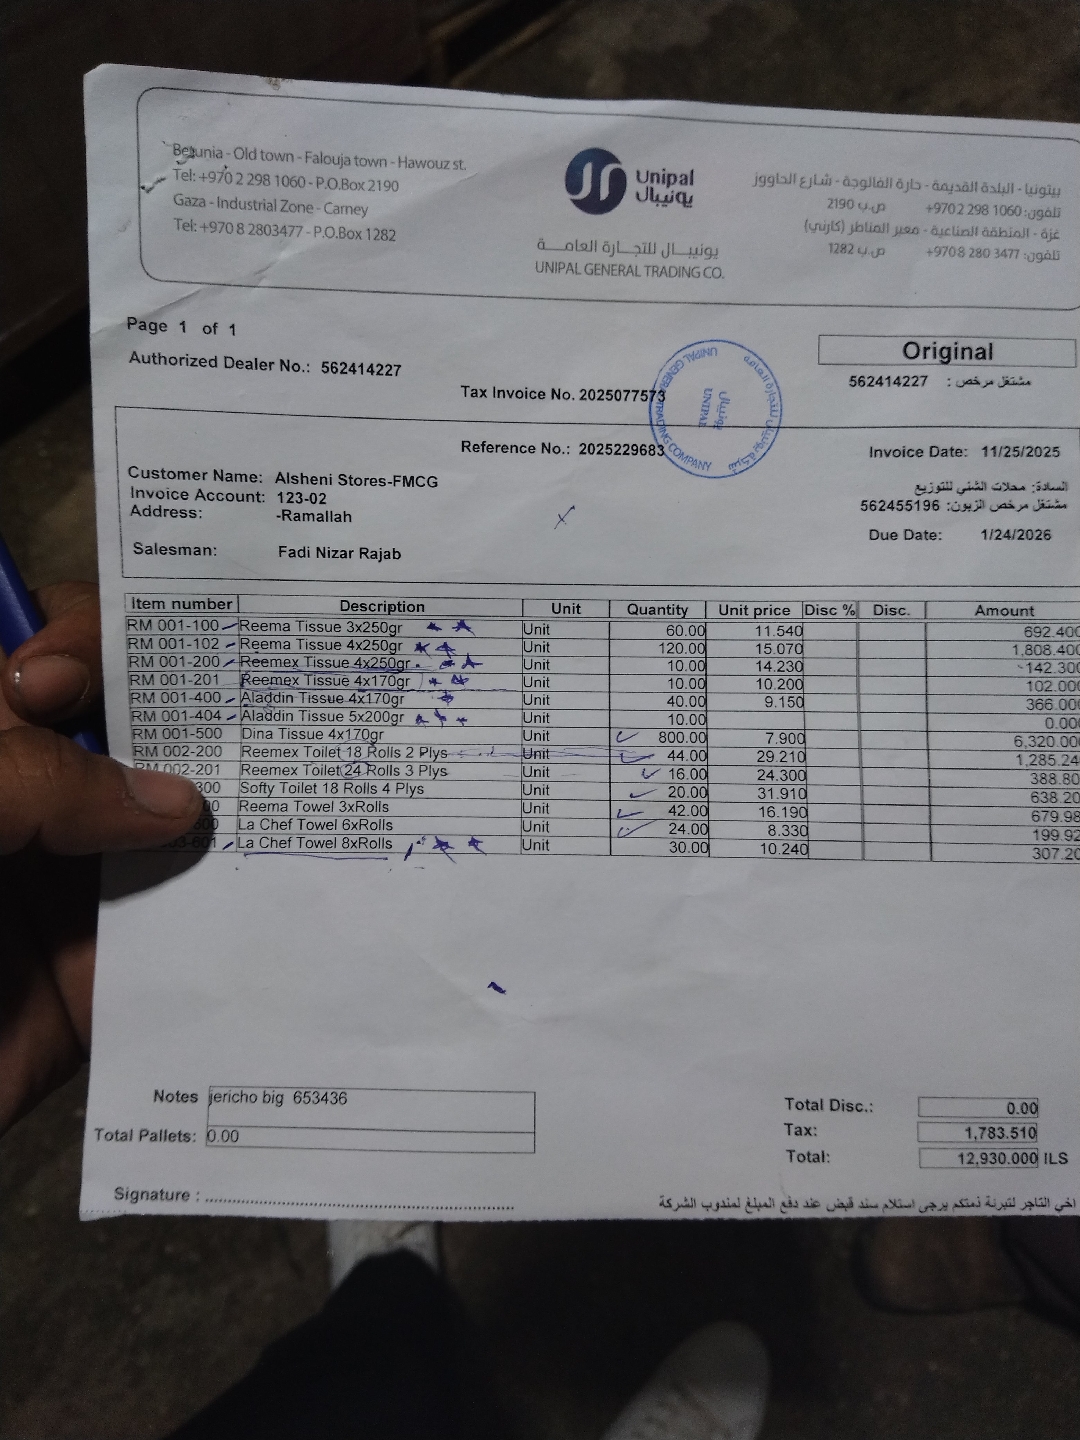 Betunia - Old town - Falouja town - Hawouz st.
Tel: +970 2 298 1060 - P.O.Box 2190
Gaza - Industrial Zone - Carney
Tel: +970 8 2803477 - P.O.Box 1282
Unipal
يونيبال
يونيبال للتجارة العامة
UNIPAL GENERAL TRADING CO.
بيتونيا - البلدة القديمة - حارة الفالوجة - شارع الحاووز
تلفون: 1060 298 2 970+ ص.ب 2190
غزة - المنطقة الصناعية - معبر المناطر (كارني)
تلفون: 3477 280 8 970+ ص.ب 1282
Page 1 of 1
Original
Authorized Dealer No.: 562414227
مشتغل مرخص : 562414227
Tax Invoice No. 2025077573
UNIPAL GENERAL TRADING COMPANY
يونيبال
UNIPAL
Reference No.: 2025229683
Invoice Date: 11/25/2025
Customer Name: Alsheni Stores-FMCG
السادة: محلات الشني للتوزيع
Invoice Account: 123-02
مشتغل مرخص الزبون: 562455196
Address: -Ramallah
Due Date: 1/24/2026
Salesman: Fadi Nizar Rajab
Item number Description Unit Quantity Unit price Disc % Disc. Amount
RM 001-100 Reema Tissue 3x250gr Unit 60.00 11.540 692.400
RM 001-102 Reema Tissue 4x250gr Unit 120.00 15.070 1,808.400
RM 001-200 Reemex Tissue 4x250gr Unit 10.00 14.230 142.300
RM 001-201 Reemex Tissue 4x170gr Unit 10.00 10.200 102.000
RM 001-400 Aladdin Tissue 4x170gr Unit 40.00 9.150 366.000
RM 001-404 Aladdin Tissue 5x200gr Unit 10.00 0.000
RM 001-500 Dina Tissue 4x170gr Unit 800.00 7.900 6,320.000
RM 002-200 Reemex Toilet 18 Rolls 2 Plys Unit 44.00 29.210 1,285.24
RM 002-201 Reemex Toilet 24 Rolls 3 Plys Unit 16.00 24.300 388.80
300 Softy Toilet 18 Rolls 4 Plys Unit 20.00 31.910 638.20
Reema Towel 3xRolls Unit 42.00 16.190 679.98
La Chef Towel 6xRolls Unit 24.00 8.330 199.92
La Chef Towel 8xRolls Unit 30.00 10.240 307.20
Notes jericho big 653436
Total Pallets: 0.00
Total Disc.: 0.00
Tax: 1,783.510
Total: 12,930.000 ILS
Signature : ......................................................
اخي التاجر لتبرئة ذمتكم يرجى استلام سند قبض عند دفع المبلغ لمندوب الشركة